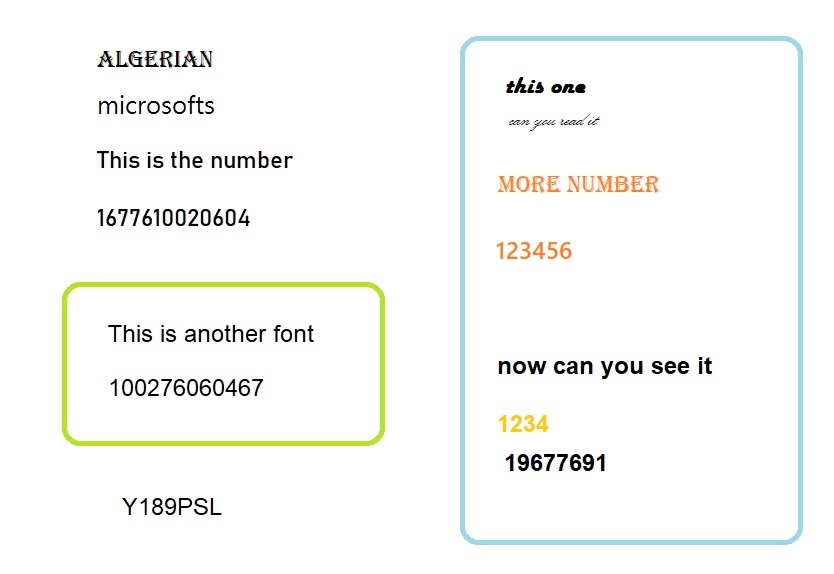 ALGERIAN
microsofts
This is the number
1677610020604
This is another font
100276060467
Y189PSL
this one
can you read it
MORE NUMBER
123456
now can you see it
1234
19677691